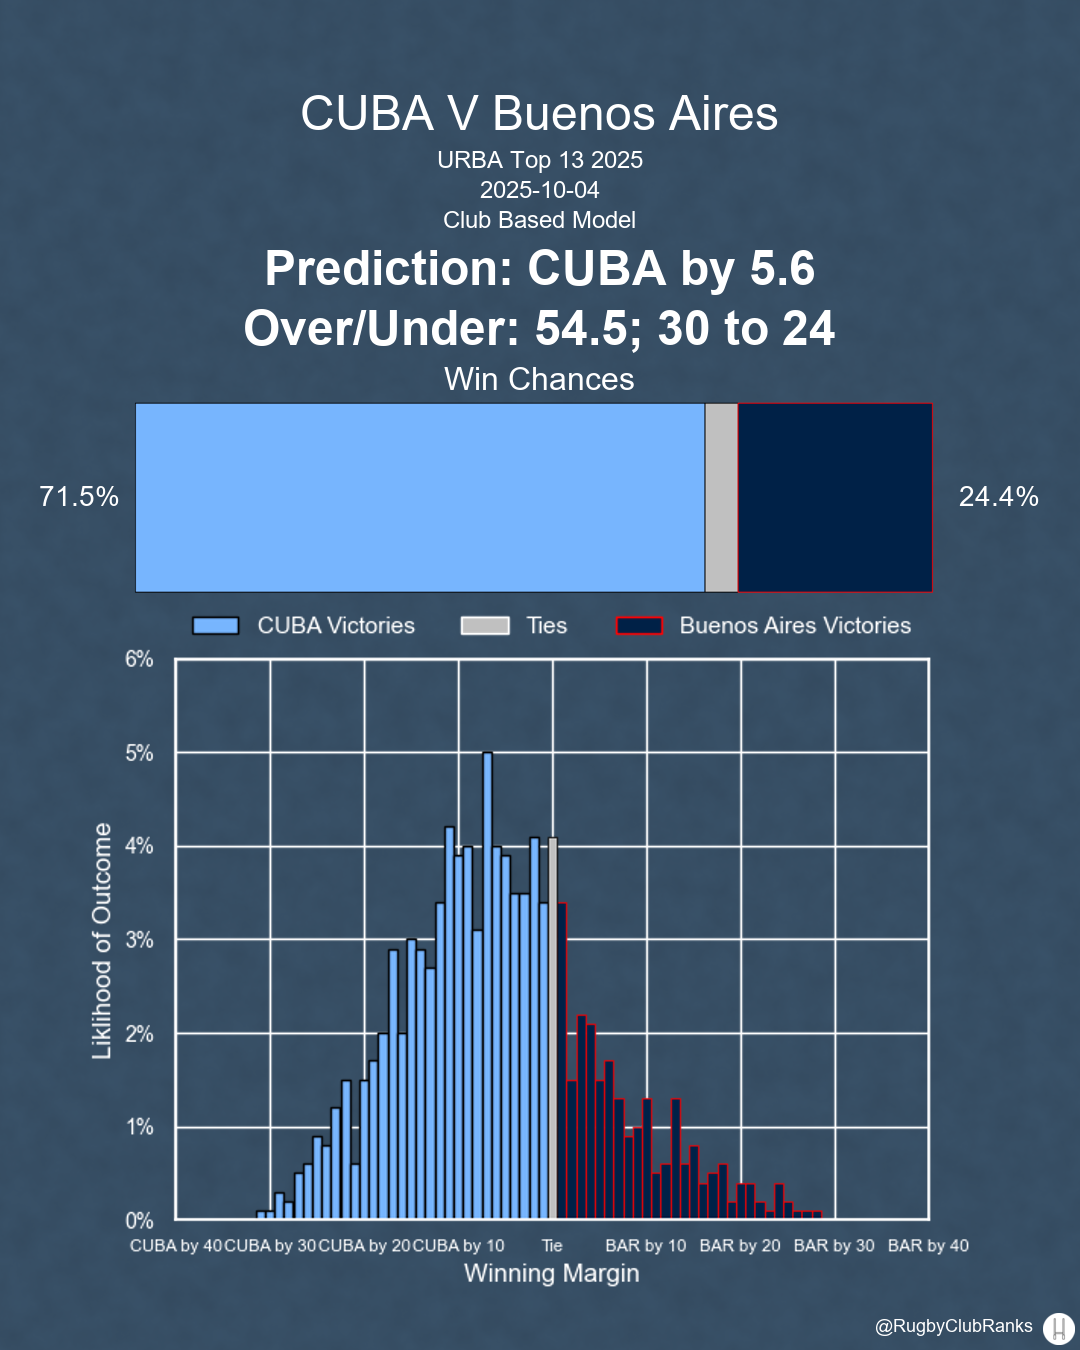 CUBA V Buenos Aires
URBA Top 13 2025
2025-10-04
Club Based Model
Prediction: CUBA by 5.6
Over/Under: 54.5; 30 to 24
Win Chances
71.5%
24.4%
CUBA Victories Ties Buenos Aires Victories
6%
5%
4%
3%
2%
1%
0%
Liklihood of Outcome
CUBA by 40 CUBA by 30 CUBA by 20 CUBA by 10 Tie BAR by 10 BAR by 20 BAR by 30 BAR by 40
Winning Margin
@RugbyClubRanks